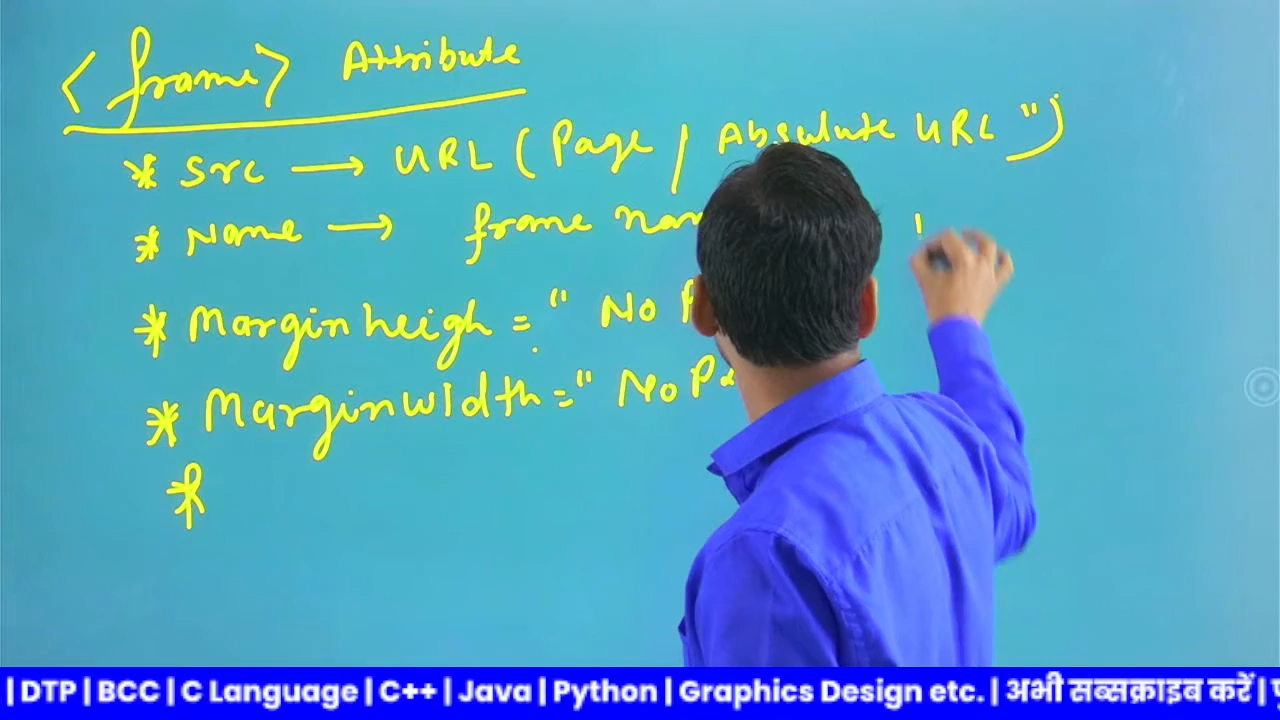 <frame> Attribute
* Src → URL (Page / Absolute URL ")
* Name → frame
* Marginheigh = " No
* Marginwidth = " No
*
| DTP | BCC | C Language | C++ | Java | Python | Graphics Design etc. | अभी सब्सक्राइब करें |